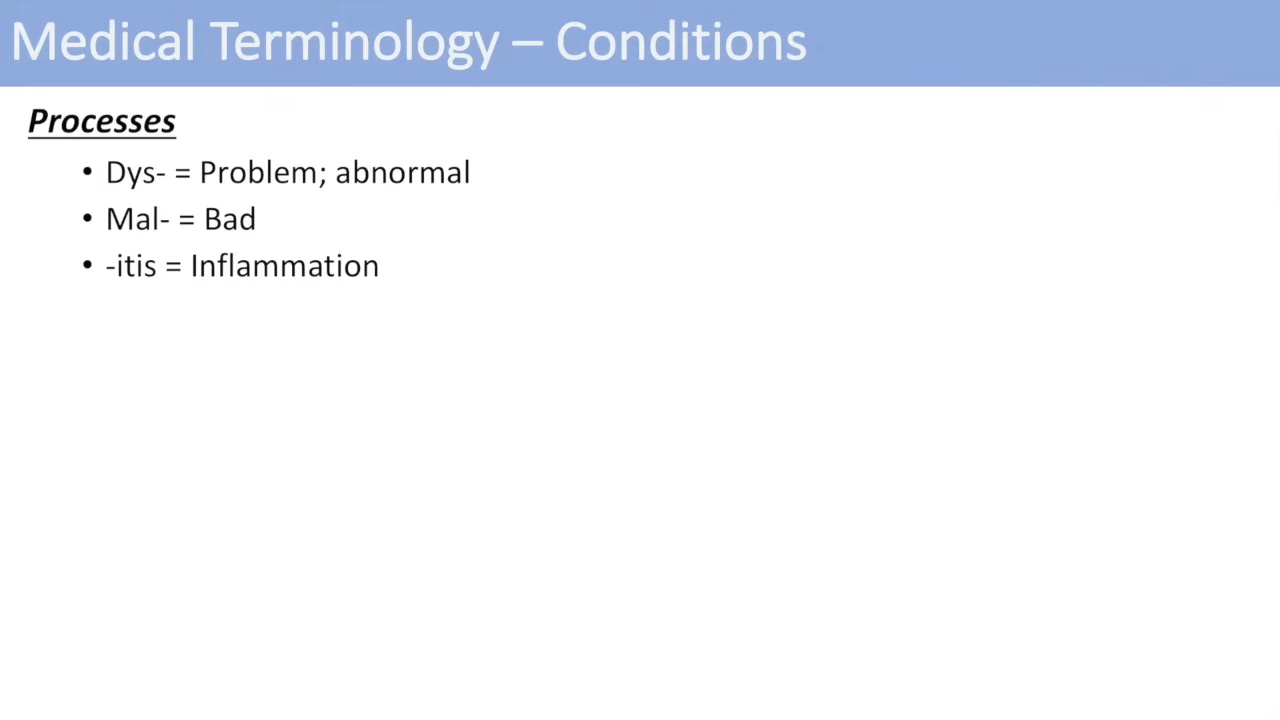 Medical Terminology – Conditions
Processes
• Dys- = Problem; abnormal
• Mal- = Bad
• -itis = Inflammation